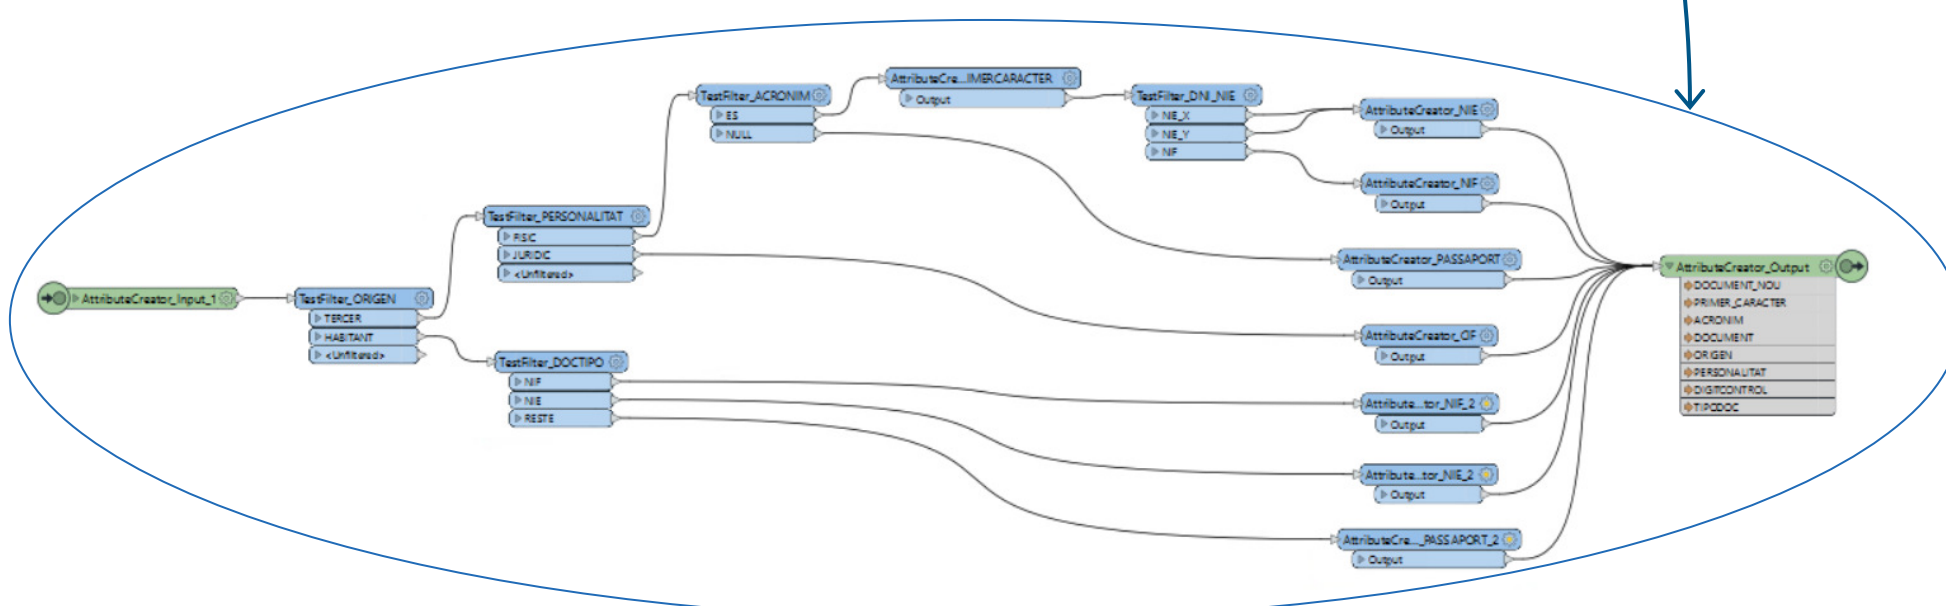 AttributeCreator_Input_1
TestFilter_ORIGEN
TERCER
HABITANT
<Unfiltered>
TestFilter_PERSONALITAT
FISIC
JURIDIC
<Unfiltered>
TestFilter_DOCTIPO
NIF
NIE
RESTE
TestFilter_ACRONIM
ES
NULL
AttributeCre...IMERCARACTER
Output
TestFilter_DNI_NIE
NIE_X
NIE_Y
NIF
AttributeCreator_NIE
Output
AttributeCreator_NIF
Output
AttributeCreator_PASSAPORT
Output
AttributeCreator_CIF
Output
Attribute...tor_NIF_2
Output
Attribute...tor_NIE_2
Output
AttributeCre..._PASSAPORT_2
Output
AttributeCreator_Output
DOCUMENT_NOU
PRIMER_CARACTER
ACRONIM
DOCUMENT
ORIGEN
PERSONALITAT
DIGITCONTROL
TIPODOC